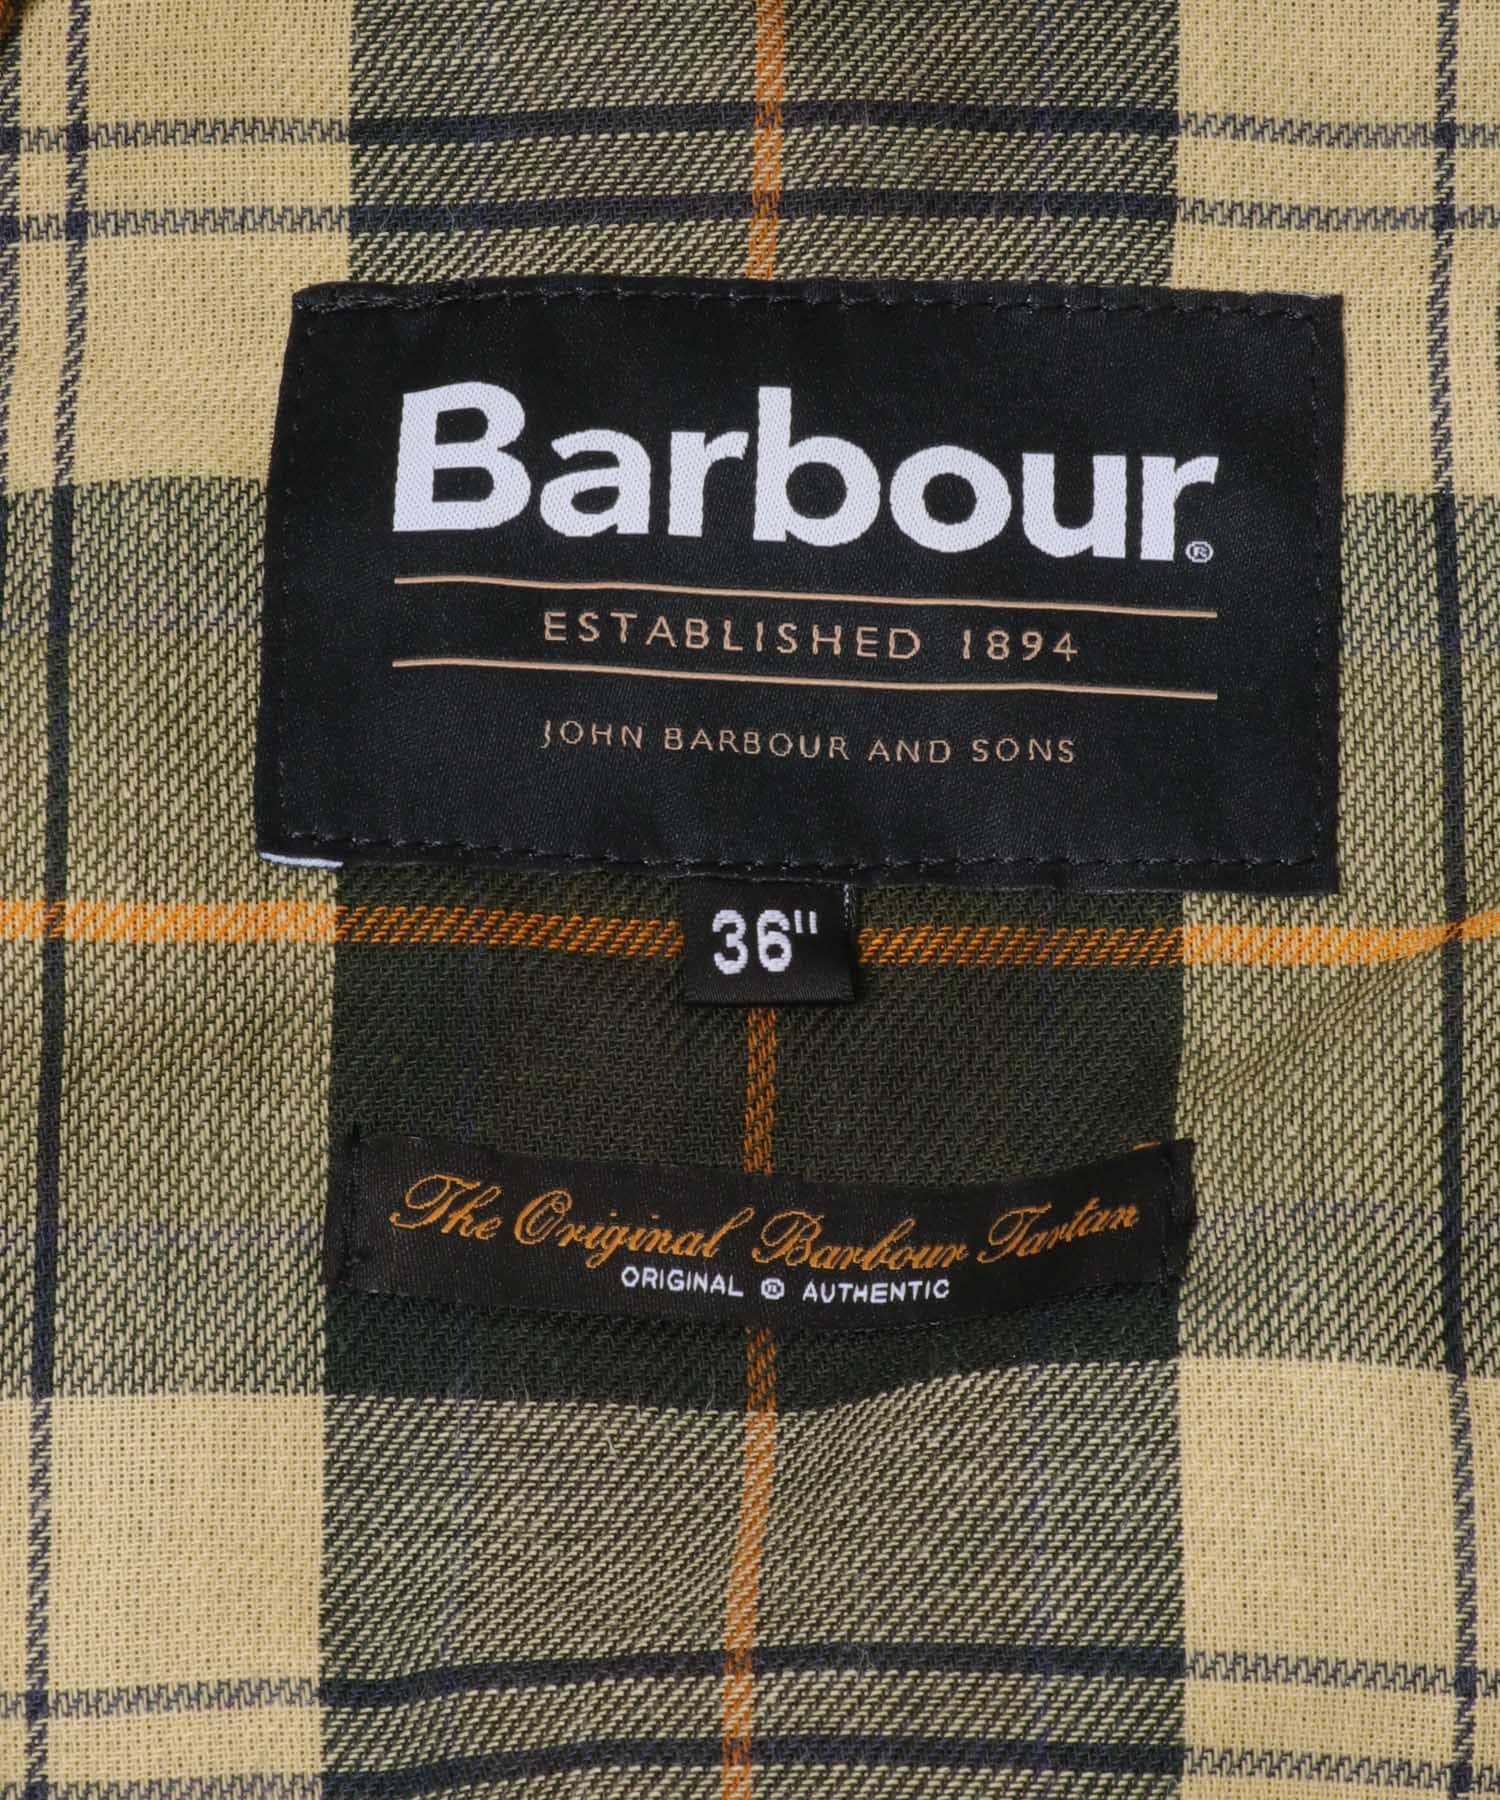 Barbour®
ESTABLISHED 1894
JOHN BARBOUR AND SONS
36"
The Original Barbour Tartan
ORIGINAL ® AUTHENTIC